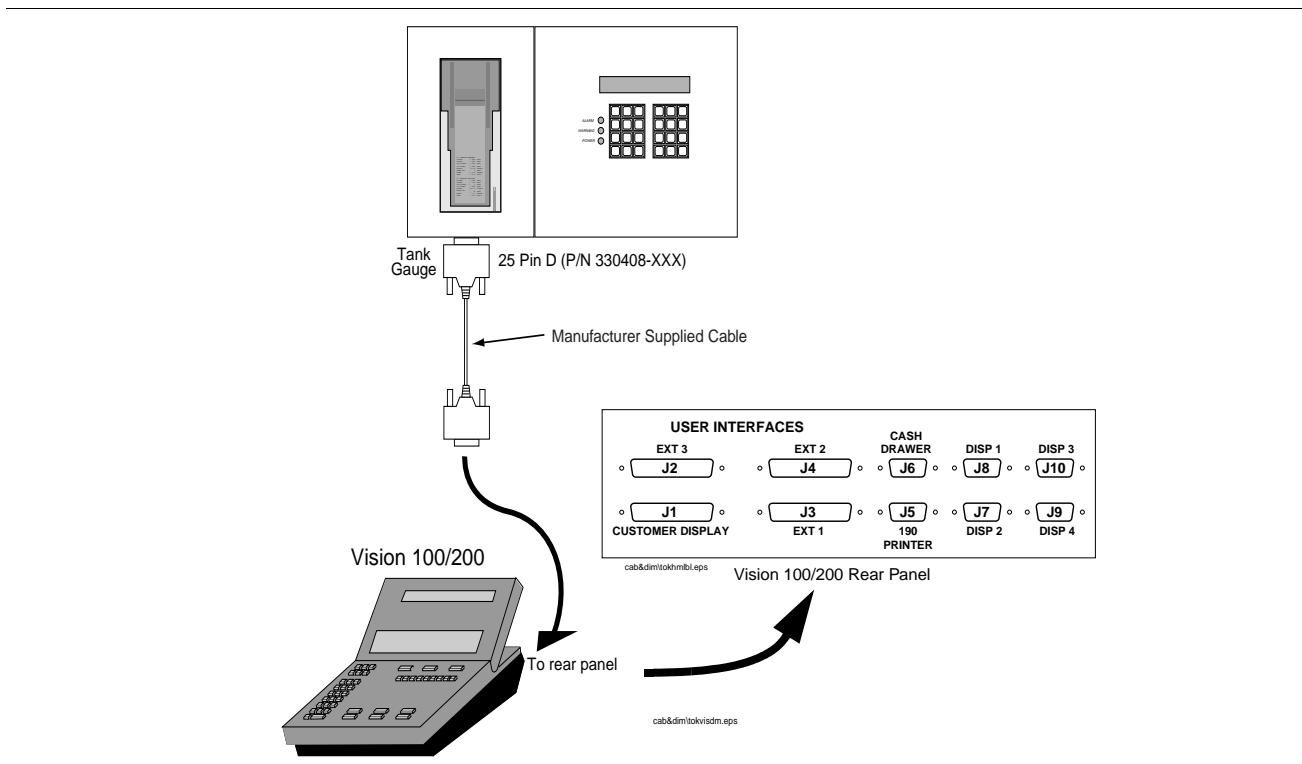 ALARM
WARNING
POWER
Tank
Gauge
25 Pin D (P/N 330408-XXX)
Manufacturer Supplied Cable
USER INTERFACES
EXT 3
EXT 2
CASH
DRAWER
DISP 1
DISP 3
J2
J4
J6
J8
J10
J1
J3
J5
J7
J9
CUSTOMER DISPLAY
EXT 1
190
PRINTER
DISP 2
DISP 4
cab&dim\tokhmlbl.eps
Vision 100/200 Rear Panel
Vision 100/200
To rear panel
cab&dim\tokvisdm.eps